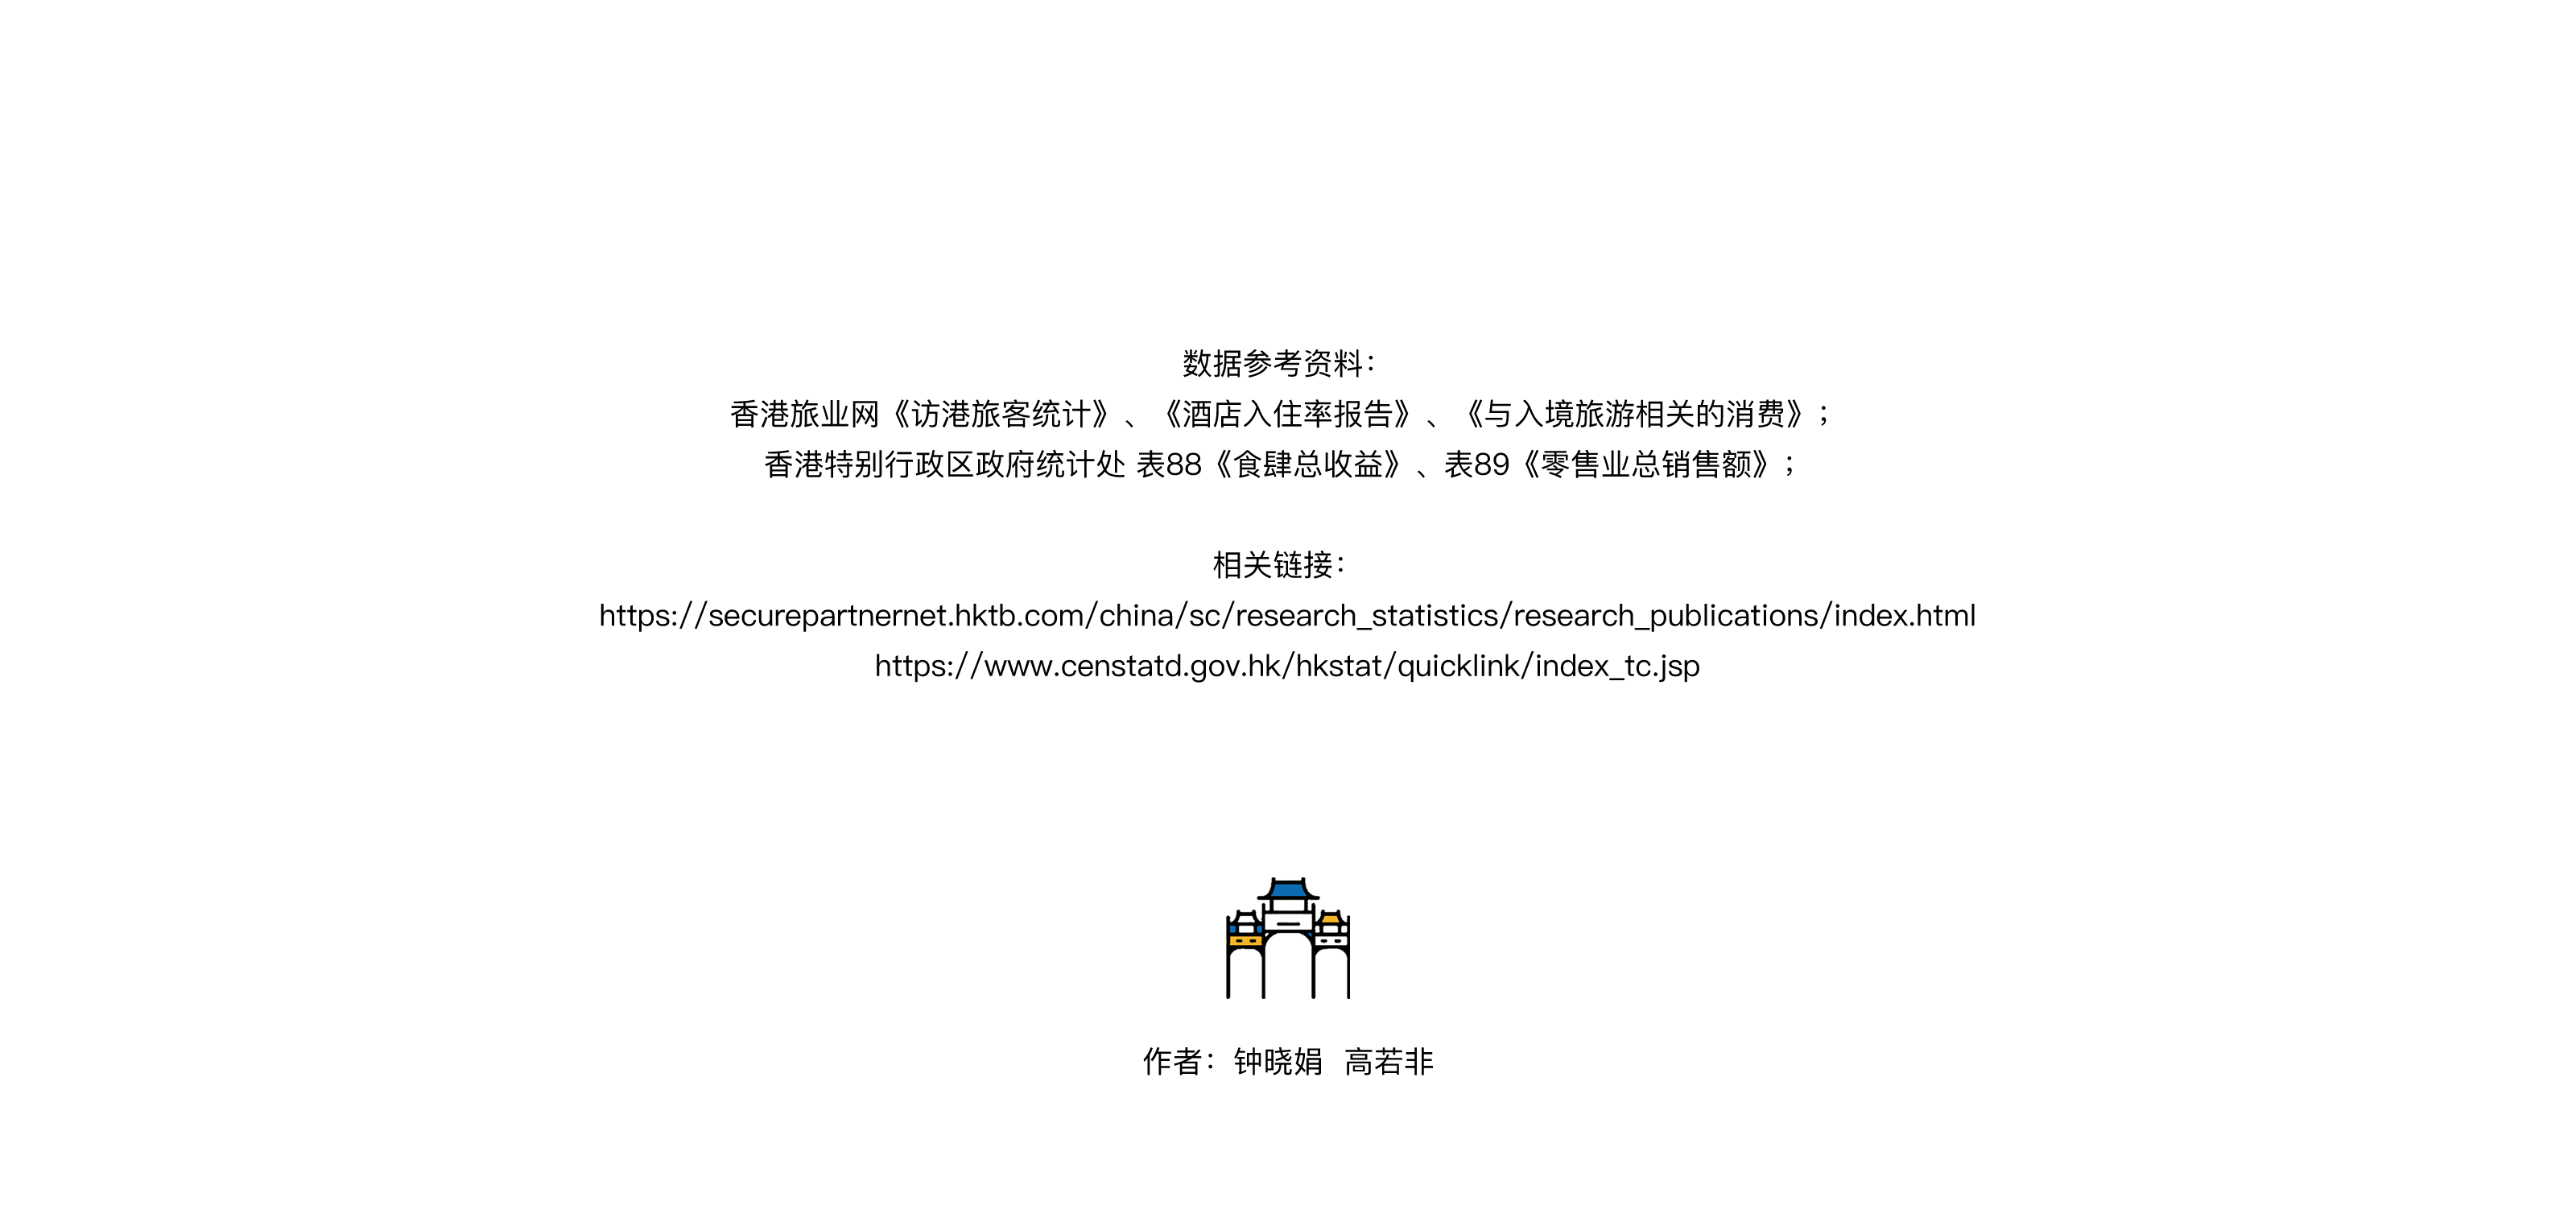 数据参考资料：
香港旅业网《访港旅客统计》、《酒店入住率报告》、《与入境旅游相关的消费》；
香港特别行政区政府统计处 表88《食肆总收益》、表89《零售业总销售额》；
相关链接：
https://securepartnernet.hktb.com/china/sc/research_statistics/research_publications/index.html
https://www.censtatd.gov.hk/hkstat/quicklink/index_tc.jsp
作者：钟晓娟 高若非